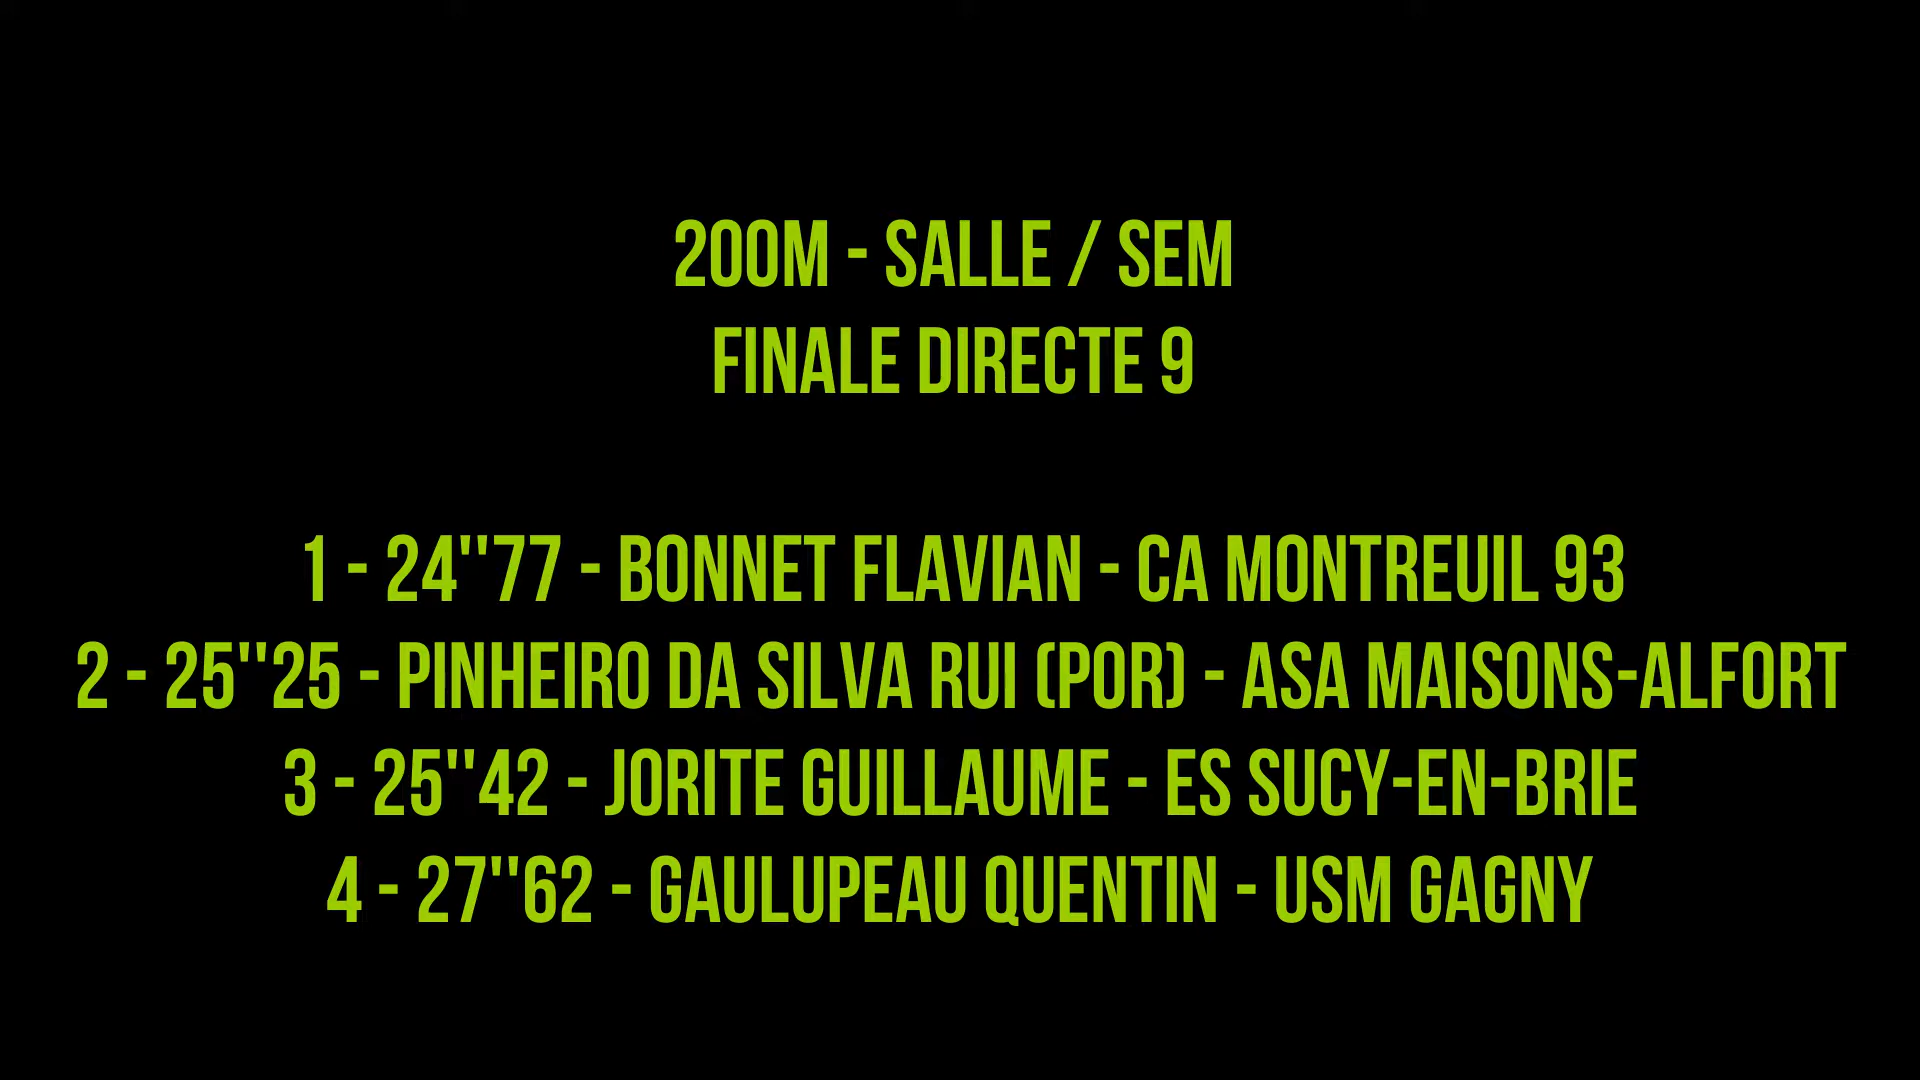 200M - SALLE / SEM
FINALE DIRECTE 9
1 - 24''77 - BONNET FLAVIAN - CA MONTREUIL 93
2 - 25''25 - PINHEIRO DA SILVA RUI (POR) - ASA MAISONS-ALFORT
3 - 25''42 - JORITE GUILLAUME - ES SUCY-EN-BRIE
4 - 27''62 - GAULUPEAU QUENTIN - USM GAGNY